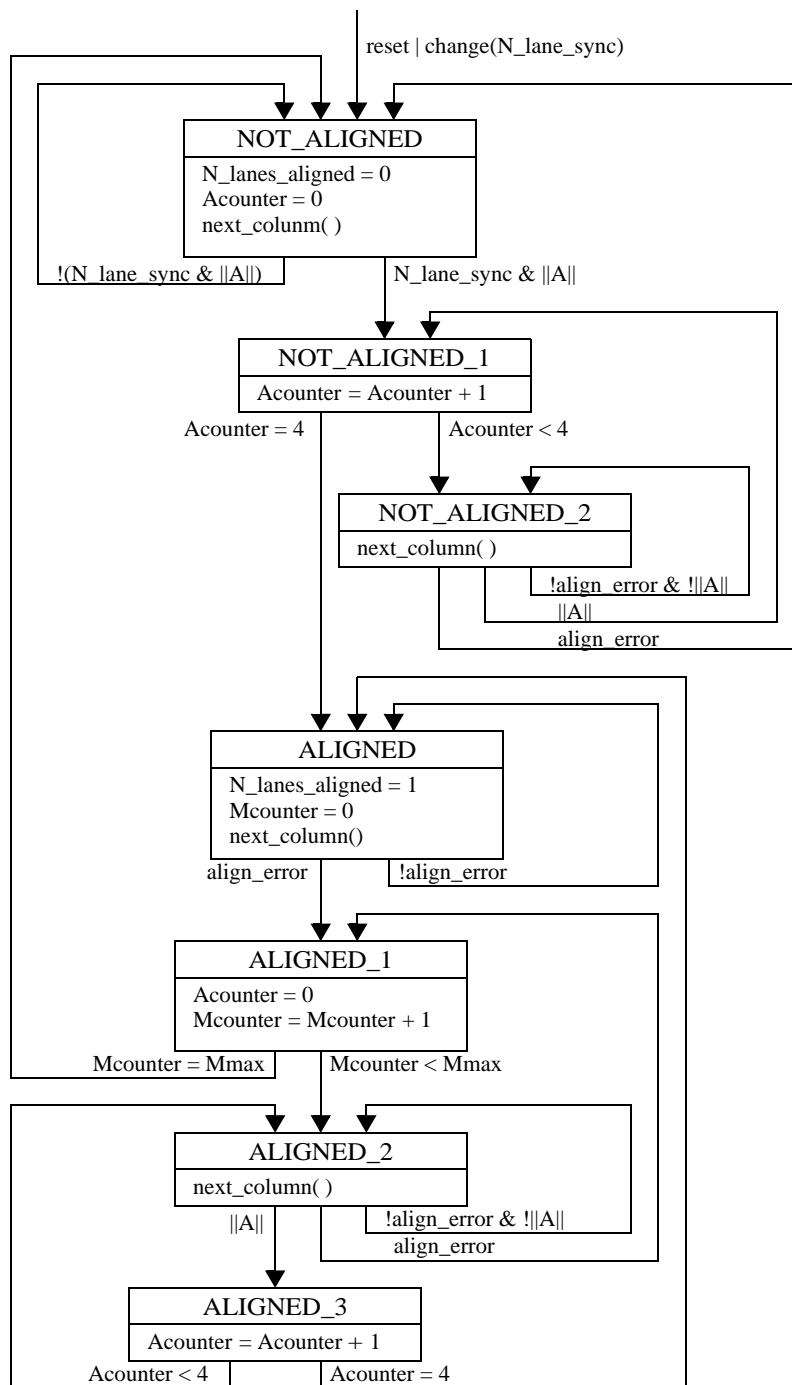 reset | change(N_lane_sync)
NOT_ALIGNED
N_lanes_aligned = 0
Acounter = 0
next_colunm( )
!(N_lane_sync & ||A||)
N_lane_sync & ||A||
NOT_ALIGNED_1
Acounter = Acounter + 1
Acounter = 4
Acounter < 4
NOT_ALIGNED_2
next_column( )
!align_error & !||A||
||A||
align_error
ALIGNED
N_lanes_aligned = 1
Mcounter = 0
next_column()
align_error
!align_error
ALIGNED_1
Acounter = 0
Mcounter = Mcounter + 1
Mcounter = Mmax
Mcounter < Mmax
ALIGNED_2
next_column( )
||A||
!align_error & !||A||
align_error
ALIGNED_3
Acounter = Acounter + 1
Acounter < 4
Acounter = 4